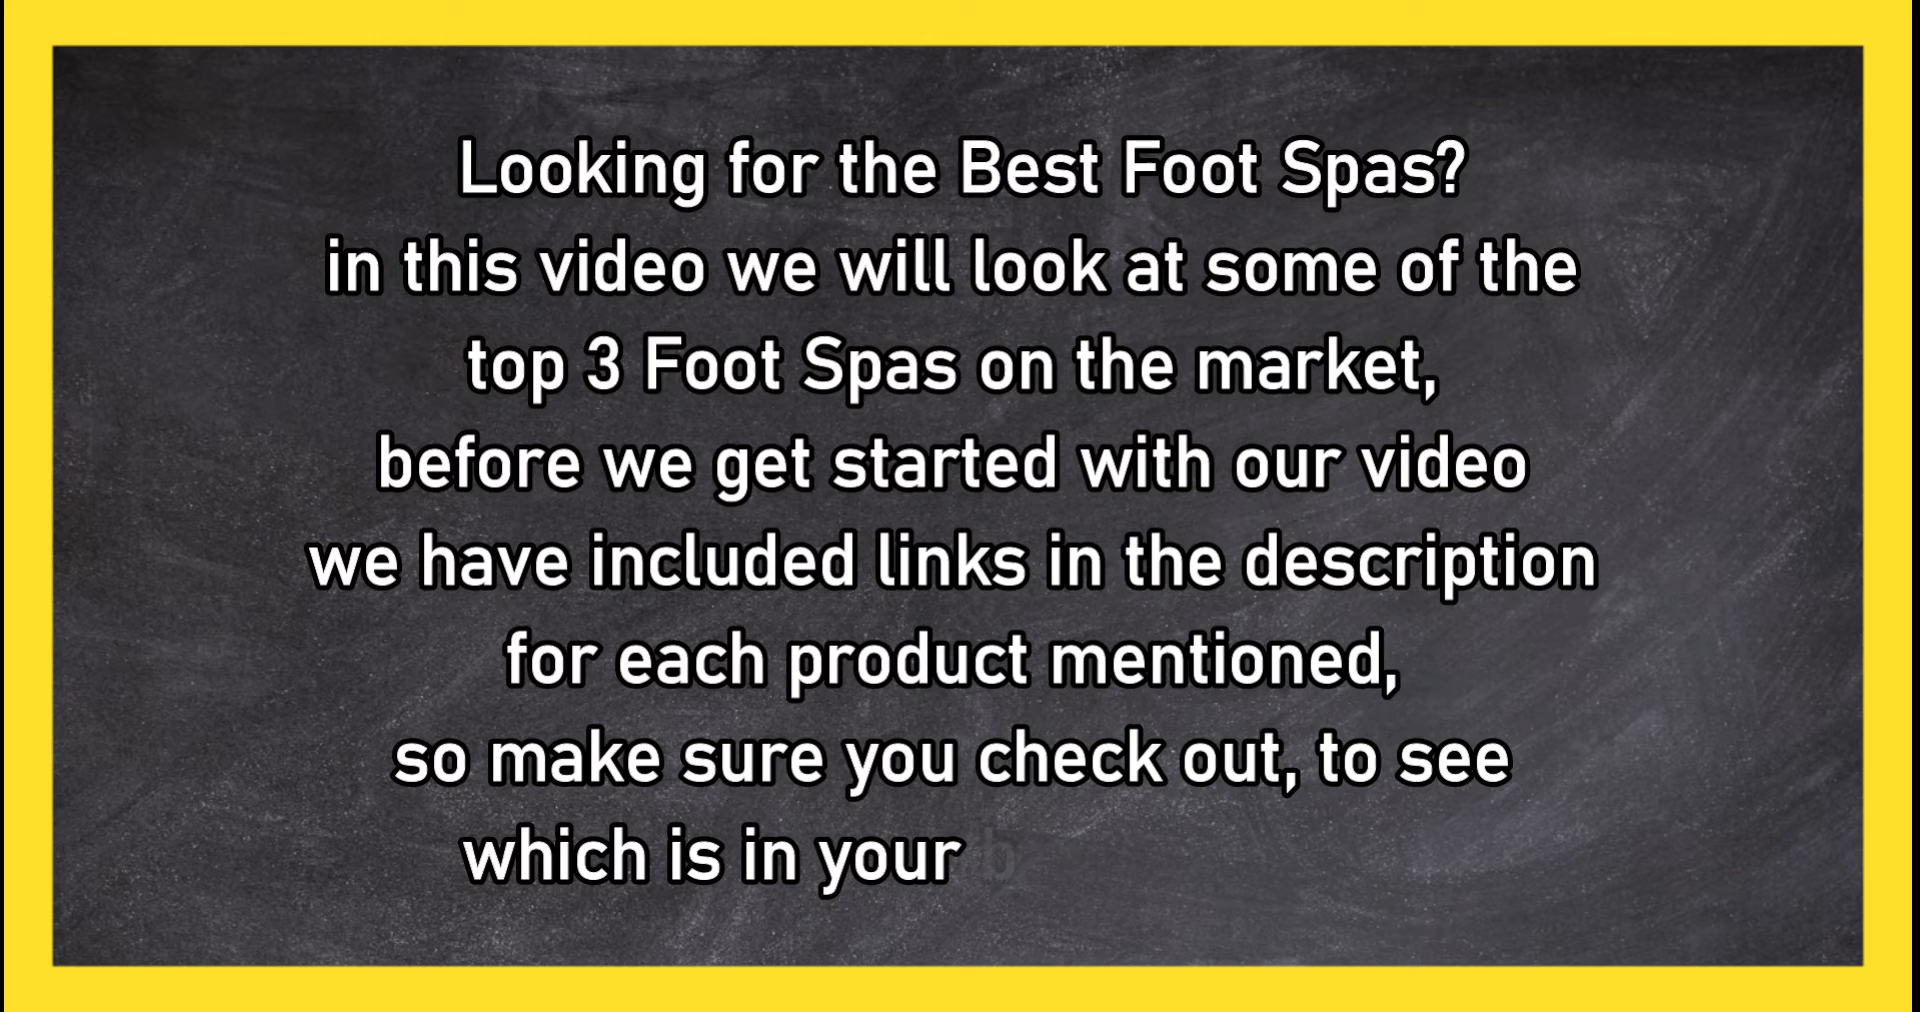 Looking for the Best Foot Spas?
in this video we will look at some of the
top 3 Foot Spas on the market,
before we get started with our video
we have included links in the description
for each product mentioned,
so make sure you check out, to see
which is in your b